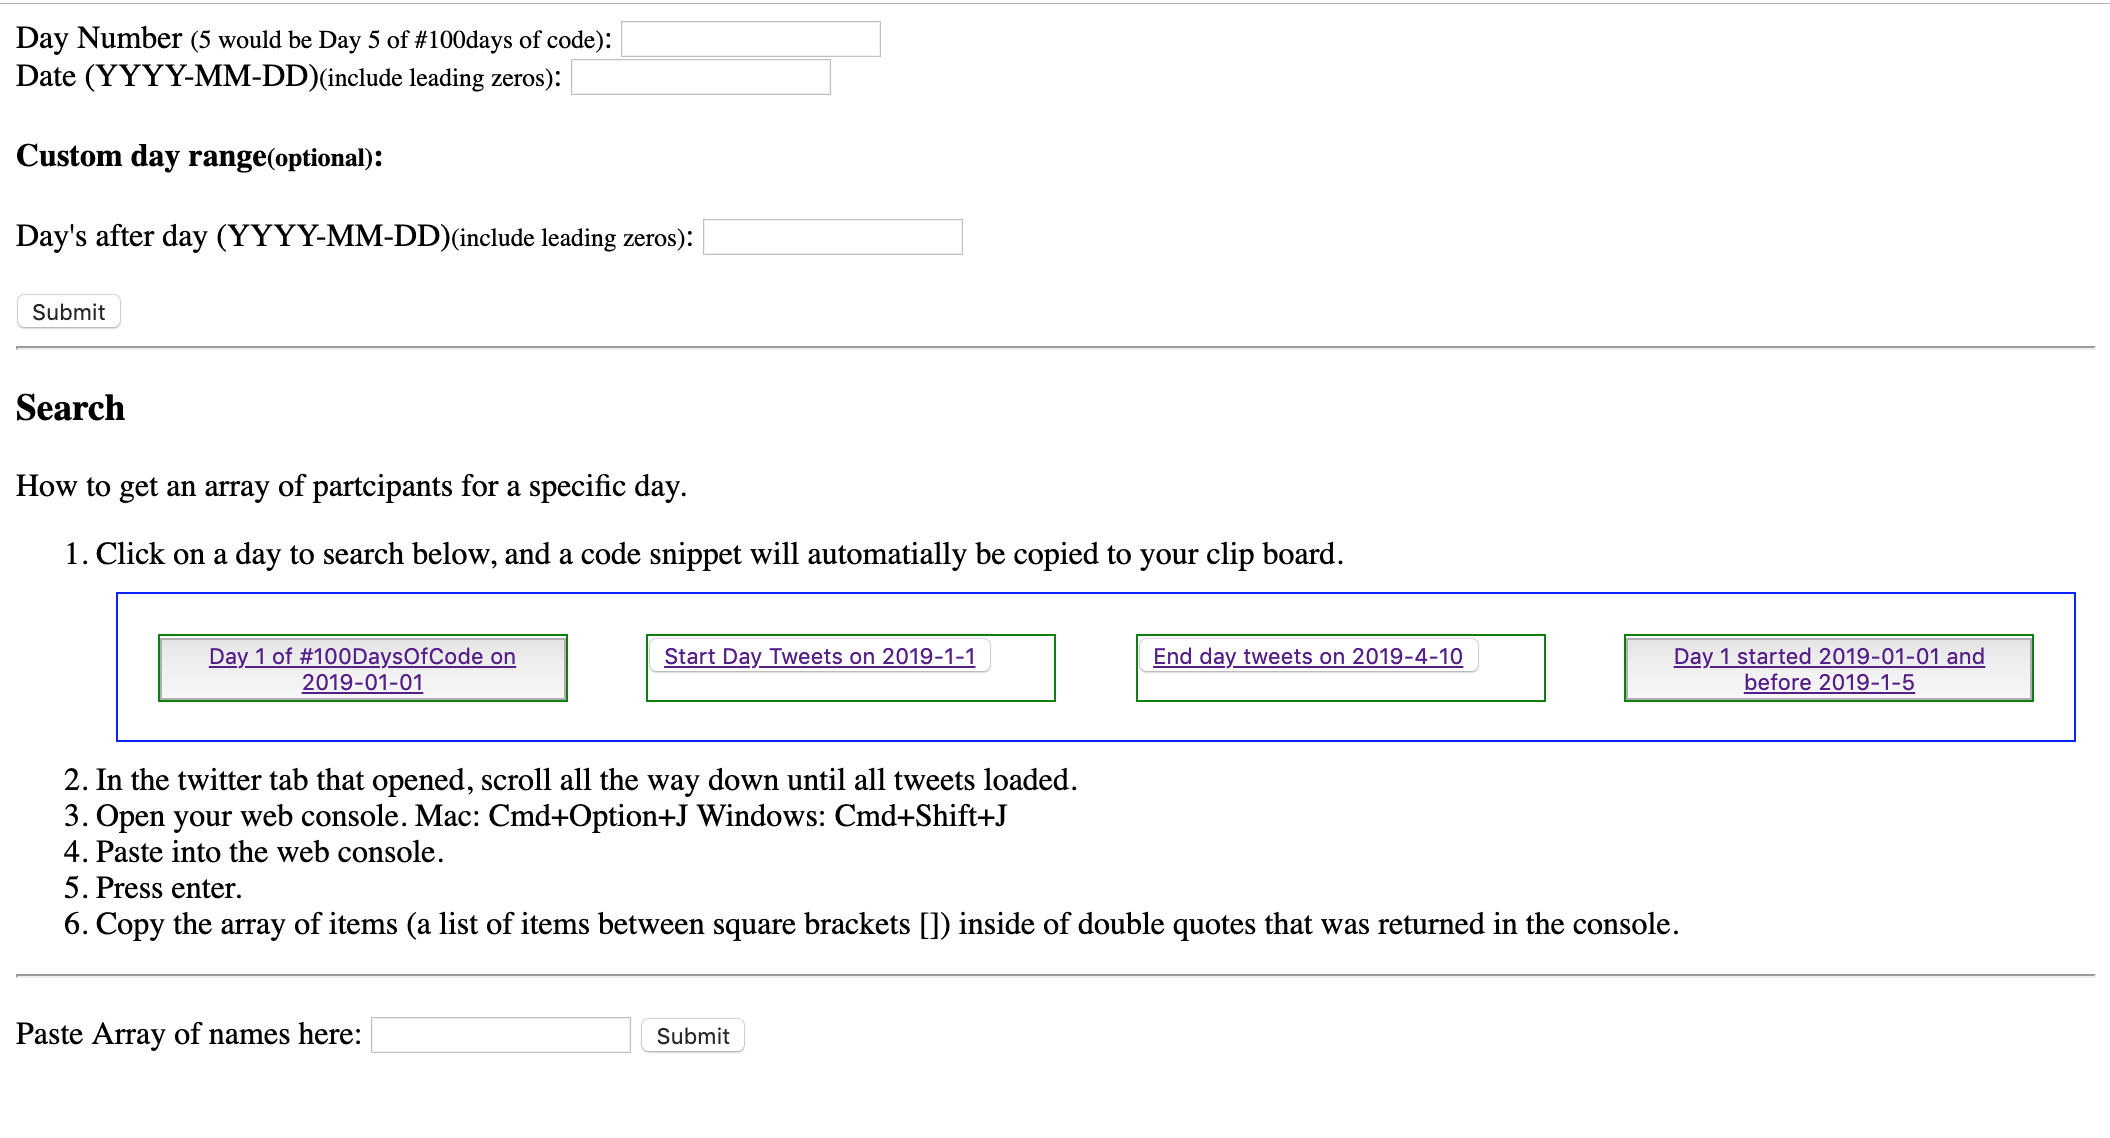 Day Number (5 would be Day 5 of #100days of code):
Date (YYYY-MM-DD)(include leading zeros):
Custom day range(optional):
Day's after day (YYYY-MM-DD)(include leading zeros):
Submit
Search
How to get an array of partcipants for a specific day.
1. Click on a day to search below, and a code snippet will automatially be copied to your clip board.
Day 1 of #100DaysOfCode on
2019-01-01
Start Day Tweets on 2019-1-1
End day tweets on 2019-4-10
Day 1 started 2019-01-01 and
before 2019-1-5
2. In the twitter tab that opened, scroll all the way down until all tweets loaded.
3. Open your web console. Mac: Cmd+Option+J Windows: Cmd+Shift+J
4. Paste into the web console.
5. Press enter.
6. Copy the array of items (a list of items between square brackets []) inside of double quotes that was returned in the console.
Paste Array of names here:
Submit